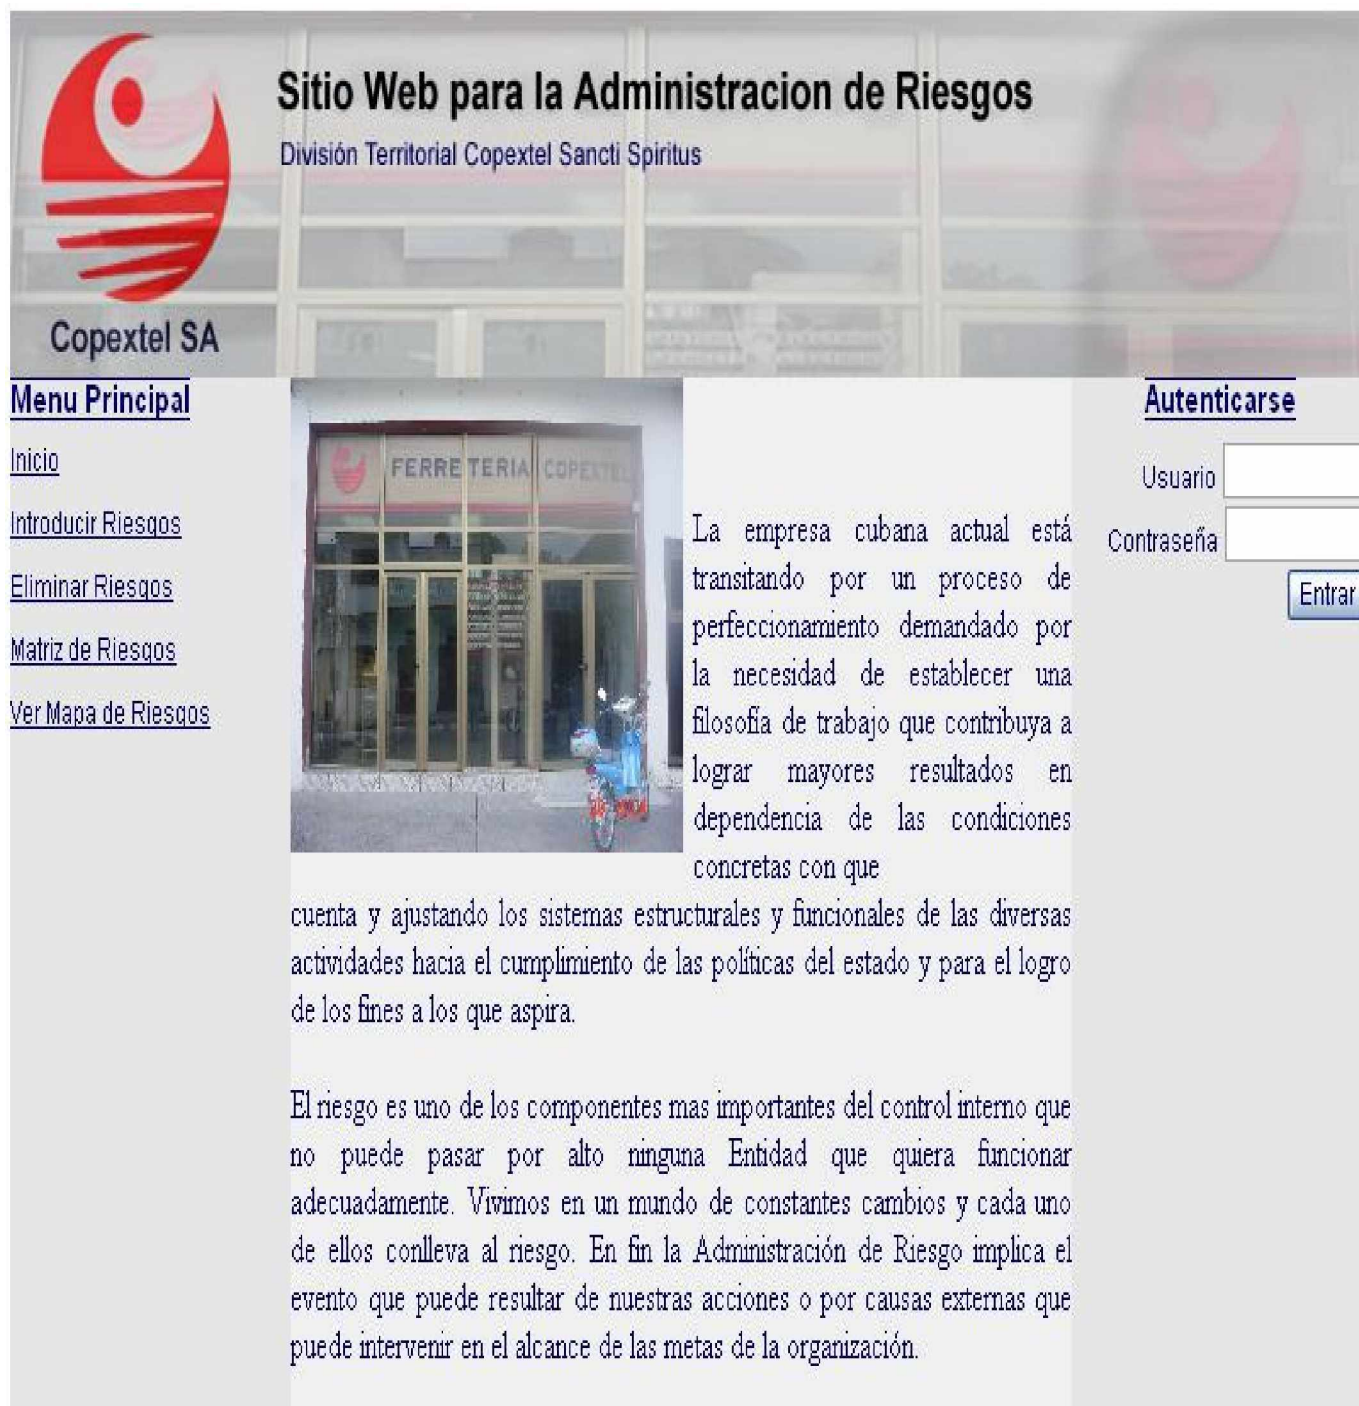 Sitio Web para la Administracion de Riesgos
División Territorial Copextel Sancti Spiritus
Copextel SA
Menu Principal
Inicio
Introducir Riesgos
Eliminar Riesgos
Matriz de Riesgos
Ver Mapa de Riesgos
FERRETERIA COPEXTEL
La empresa cubana actual está
transitando por un proceso de
perfeccionamiento demandado por
la necesidad de establecer una
filosofía de trabajo que contribuya a
lograr mayores resultados en
dependencia de las condiciones
concretas con que
cuenta y ajustando los sistemas estructurales y funcionales de las diversas
actividades hacia el cumplimiento de las políticas del estado y para el logro
de los fines a los que aspira.
El riesgo es uno de los componentes mas importantes del control interno que
no puede pasar por alto ninguna Entidad que quiera funcionar
adecuadamente. Vivimos en un mundo de constantes cambios y cada uno
de ellos conlleva al riesgo. En fin la Administración de Riesgo implica el
evento que puede resultar de nuestras acciones o por causas externas que
puede intervenir en el alcance de las metas de la organización.
Autenticarse
Usuario
Contraseña
Entrar